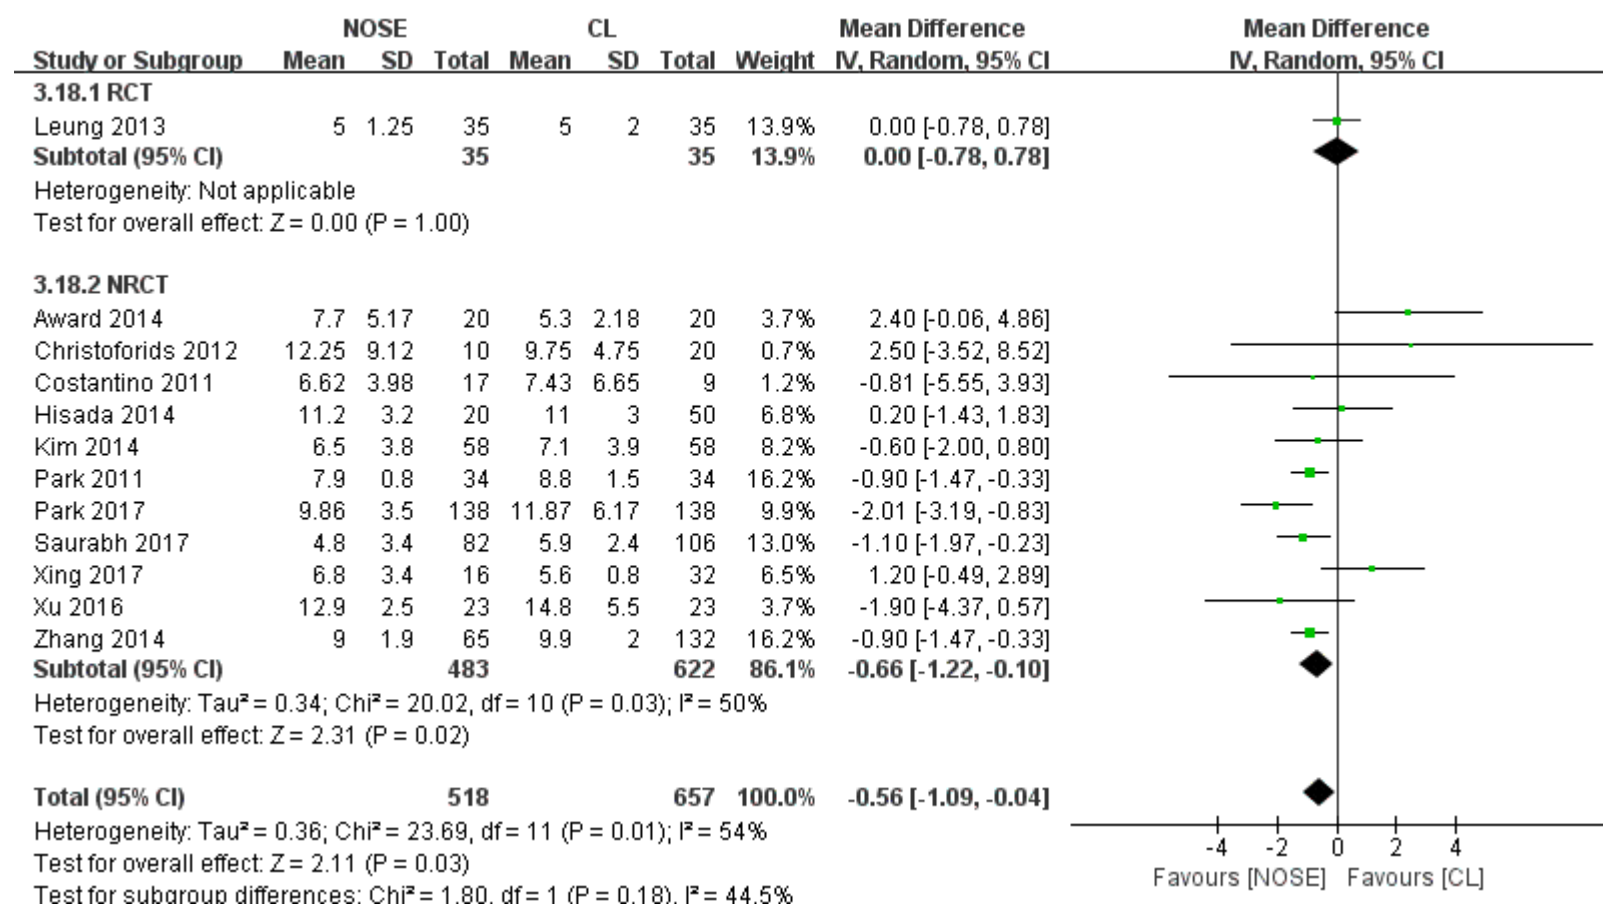 NOSE CL Mean Difference Mean Difference
Study or Subgroup Mean SD Total Mean SD Total Weight IV, Random, 95% CI IV, Random, 95% CI
3.18.1 RCT
Leung 2013 5 1.25 35 5 2 35 13.9% 0.00 [-0.78, 0.78]
Subtotal (95% CI) 35 35 13.9% 0.00 [-0.78, 0.78]
Heterogeneity: Not applicable
Test for overall effect: Z = 0.00 (P = 1.00)
3.18.2 NRCT
Award 2014 7.7 5.17 20 5.3 2.18 20 3.7% 2.40 [-0.06, 4.86]
Christoforids 2012 12.25 9.12 10 9.75 4.75 20 0.7% 2.50 [-3.52, 8.52]
Costantino 2011 6.62 3.98 17 7.43 6.65 9 1.2% -0.81 [-5.55, 3.93]
Hisada 2014 11.2 3.2 20 11 3 50 6.8% 0.20 [-1.43, 1.83]
Kim 2014 6.5 3.8 58 7.1 3.9 58 8.2% -0.60 [-2.00, 0.80]
Park 2011 7.9 0.8 34 8.8 1.5 34 16.2% -0.90 [-1.47, -0.33]
Park 2017 9.86 3.5 138 11.87 6.17 138 9.9% -2.01 [-3.19, -0.83]
Saurabh 2017 4.8 3.4 82 5.9 2.4 106 13.0% -1.10 [-1.97, -0.23]
Xing 2017 6.8 3.4 16 5.6 0.8 32 6.5% 1.20 [-0.49, 2.89]
Xu 2016 12.9 2.5 23 14.8 5.5 23 3.7% -1.90 [-4.37, 0.57]
Zhang 2014 9 1.9 65 9.9 2 132 16.2% -0.90 [-1.47, -0.33]
Subtotal (95% CI) 483 622 86.1% -0.66 [-1.22, -0.10]
Heterogeneity: Tau² = 0.34; Chi² = 20.02, df = 10 (P = 0.03); I² = 50%
Test for overall effect: Z = 2.31 (P = 0.02)
Total (95% CI) 518 657 100.0% -0.56 [-1.09, -0.04]
Heterogeneity: Tau² = 0.36; Chi² = 23.69, df = 11 (P = 0.01); I² = 54%
Test for overall effect: Z = 2.11 (P = 0.03)
Test for subgroup differences: Chi² = 1.80, df = 1 (P = 0.18), I² = 44.5%
-4 -2 0 2 4
Favours [NOSE] Favours [CL]